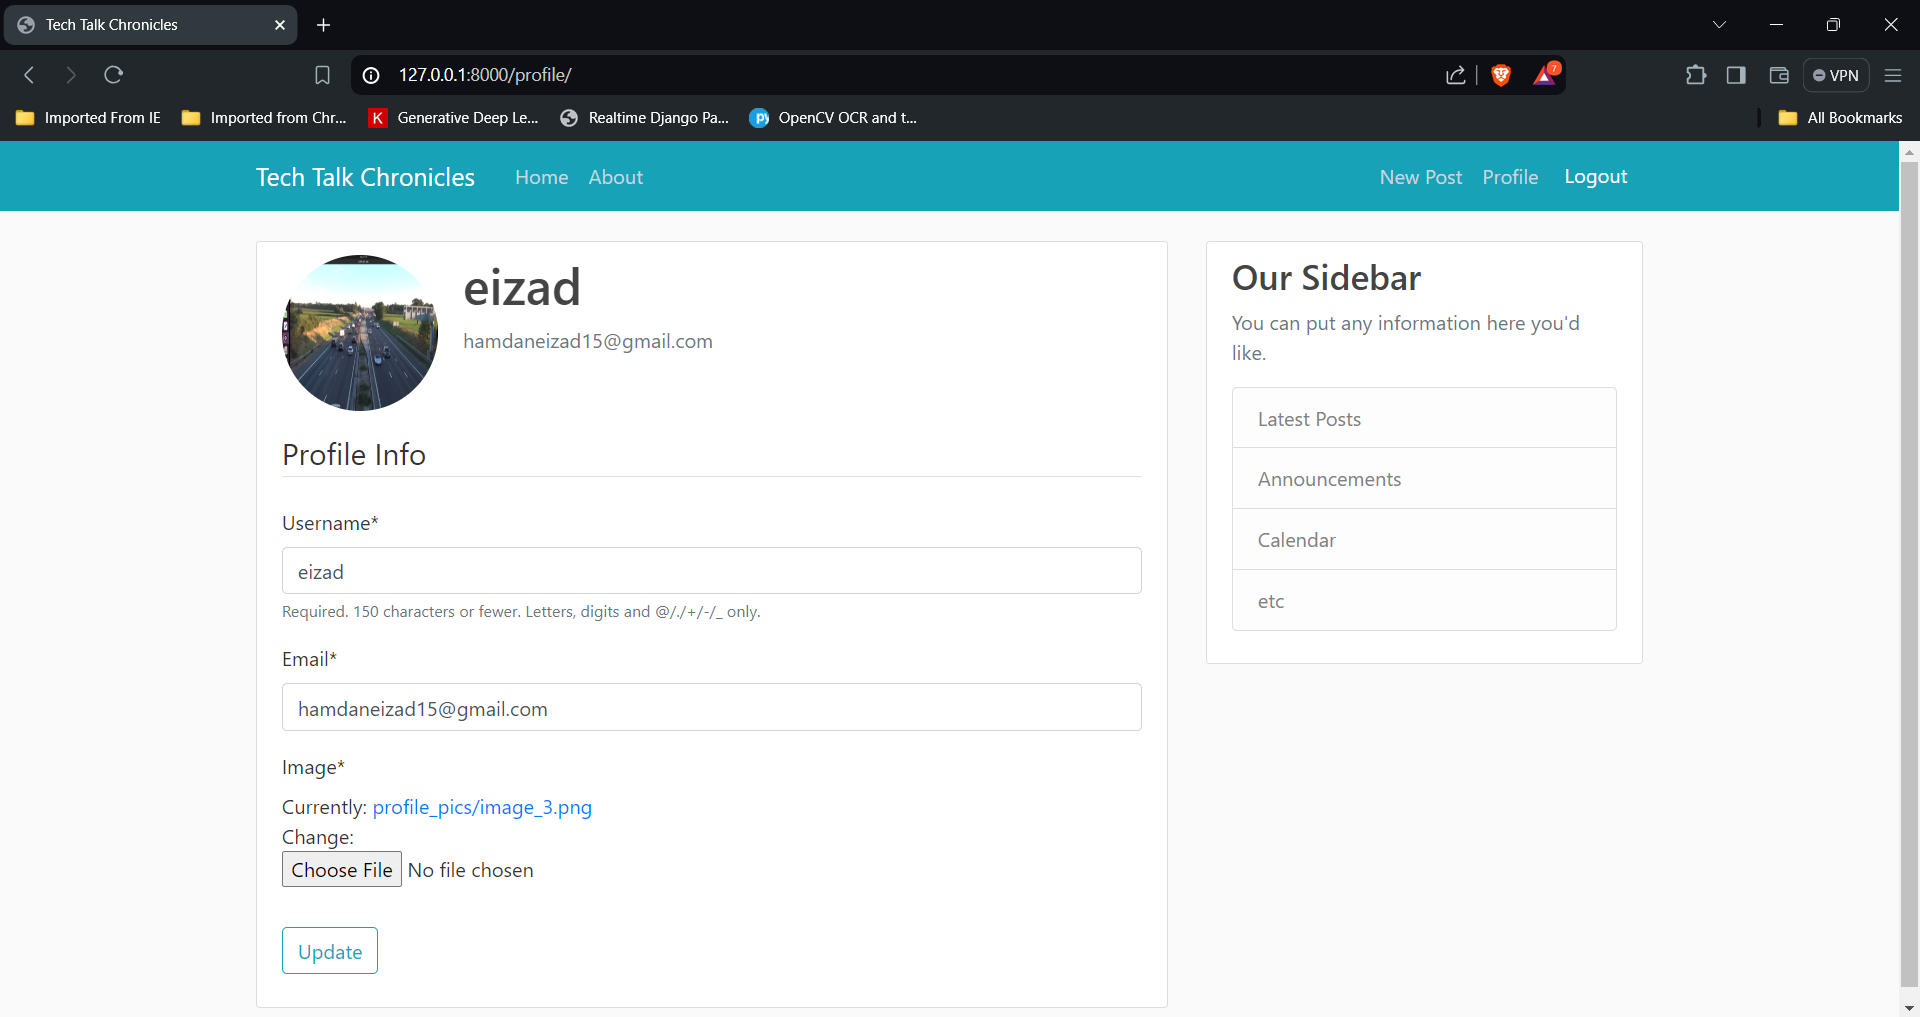 Tech Talk Chronicles
127.0.0.1:8000/profile/
7
VPN
Imported From IE
Imported from Chr...
K
Generative Deep Le...
Realtime Django Pa...
py
OpenCV OCR and t...
All Bookmarks
Tech Talk Chronicles
Home
About
New Post
Profile
Logout
eizad
hamdaneizad15@gmail.com
Profile Info
Username*
eizad
Required. 150 characters or fewer. Letters, digits and @/./+/-/_ only.
Email*
hamdaneizad15@gmail.com
Image*
Currently: profile_pics/image_3.png
Change:
Choose File No file chosen
Update
Our Sidebar
You can put any information here you'd
like.
Latest Posts
Announcements
Calendar
etc